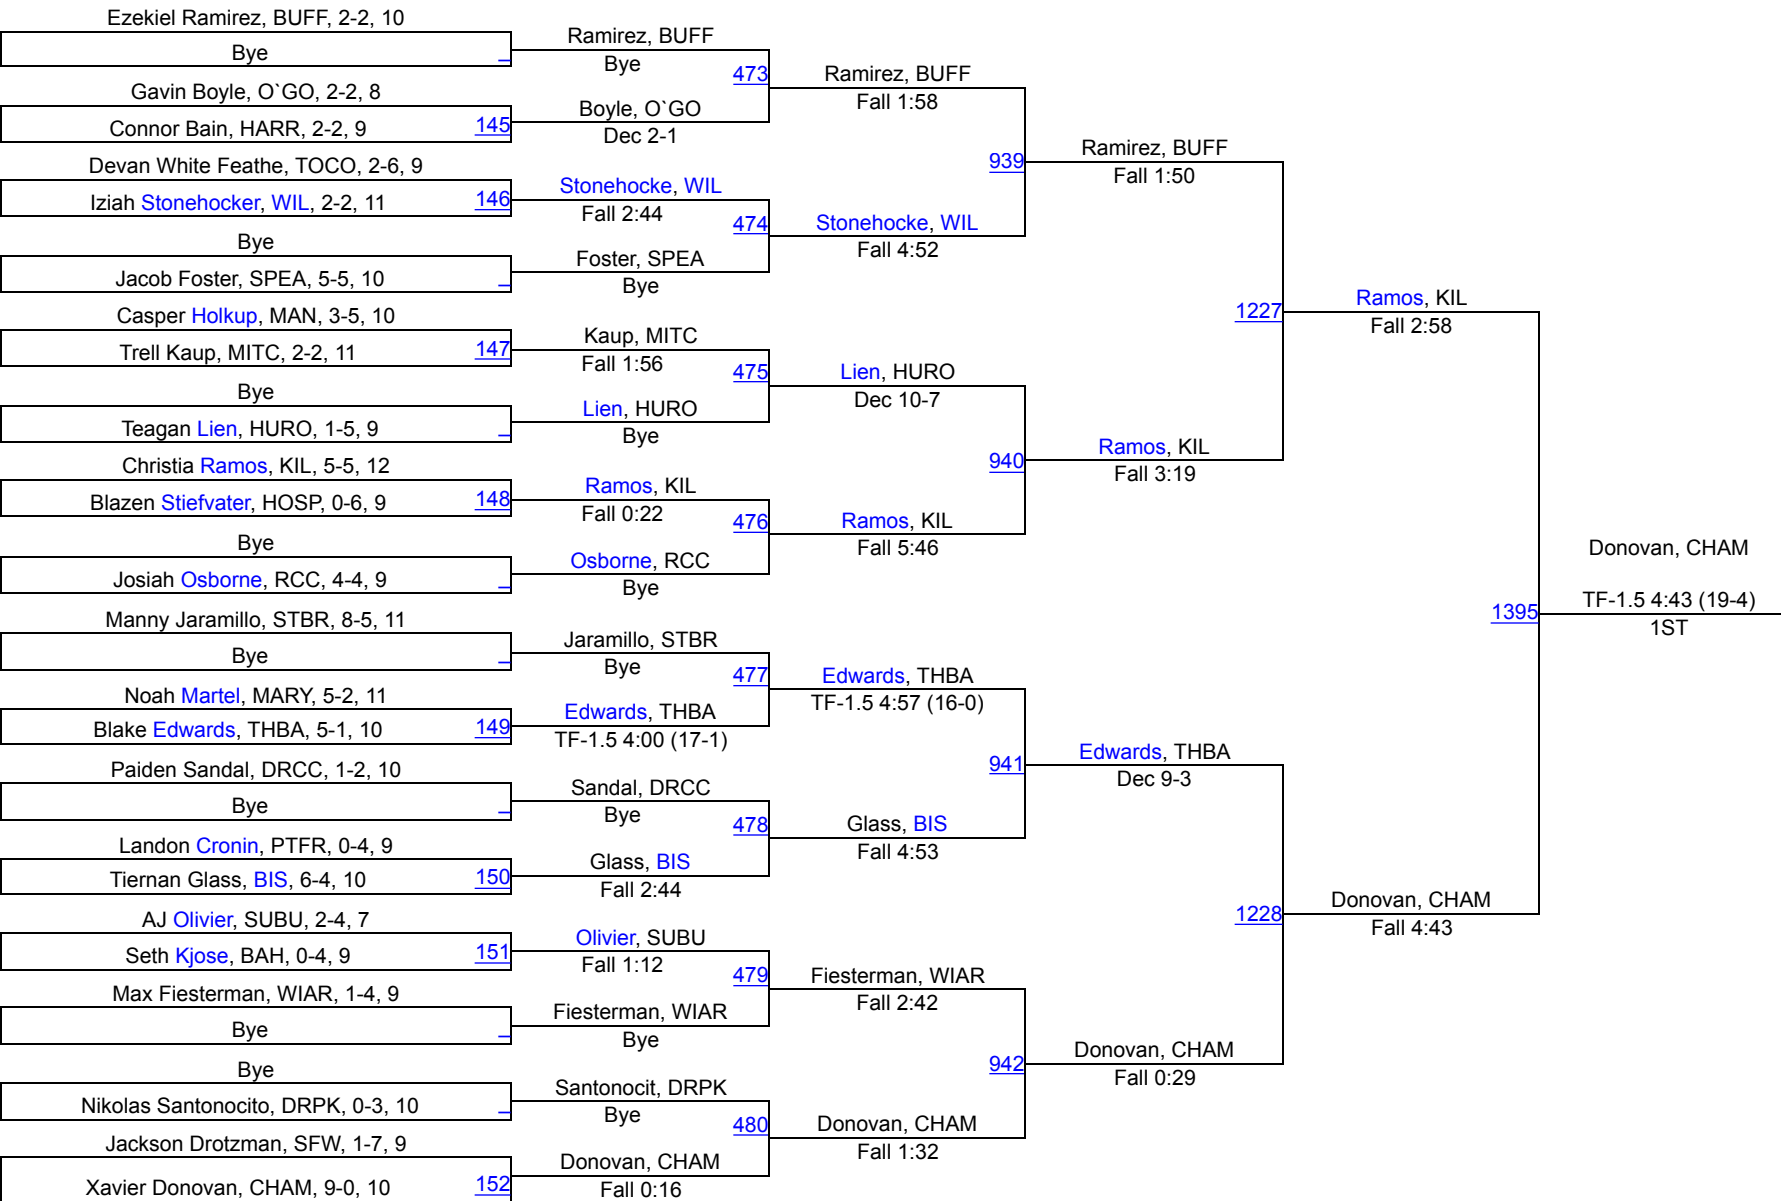 Ezekiel Ramirez, BUFF, 2-2, 10
Bye
Gavin Boyle, O`GO, 2-2, 8
Connor Bain, HARR, 2-2, 9
145
Devan White Feathe, TOCO, 2-6, 9
Iziah Stonehocker, WIL, 2-2, 11
146
Bye
Jacob Foster, SPEA, 5-5, 10
Casper Holkup, MAN, 3-5, 10
Trell Kaup, MITC, 2-2, 11
147
Bye
Teagan Lien, HURO, 1-5, 9
Christia Ramos, KIL, 5-5, 12
Blazen Stiefvater, HOSP, 0-6, 9
148
Bye
Josiah Osborne, RCC, 4-4, 9
Manny Jaramillo, STBR, 8-5, 11
Bye
Noah Martel, MARY, 5-2, 11
Blake Edwards, THBA, 5-1, 10
149
Paiden Sandal, DRCC, 1-2, 10
Bye
Landon Cronin, PTFR, 0-4, 9
Tiernan Glass, BIS, 6-4, 10
150
AJ Olivier, SUBU, 2-4, 7
Seth Kjose, BAH, 0-4, 9
151
Max Fiesterman, WIAR, 1-4, 9
Bye
Bye
Nikolas Santonocito, DRPK, 0-3, 10
Jackson Drotzman, SFW, 1-7, 9
Xavier Donovan, CHAM, 9-0, 10
152
Ramirez, BUFF
Bye
473
Boyle, O`GO
Dec 2-1
Stonehocke, WIL
Fall 2:44
474
Foster, SPEA
Bye
Kaup, MITC
Fall 1:56
475
Lien, HURO
Bye
Ramos, KIL
Fall 0:22
476
Osborne, RCC
Bye
Jaramillo, STBR
Bye
477
Edwards, THBA
TF-1.5 4:00 (17-1)
Sandal, DRCC
Bye
478
Glass, BIS
Fall 2:44
Olivier, SUBU
Fall 1:12
479
Fiesterman, WIAR
Bye
Santonocit, DRPK
Bye
480
Donovan, CHAM
Fall 0:16
Ramirez, BUFF
Fall 1:58
939
Stonehocke, WIL
Fall 4:52
Lien, HURO
Dec 10-7
940
Ramos, KIL
Fall 5:46
Edwards, THBA
TF-1.5 4:57 (16-0)
941
Glass, BIS
Fall 4:53
Fiesterman, WIAR
Fall 2:42
942
Donovan, CHAM
Fall 1:32
Ramirez, BUFF
Fall 1:50
1227
Ramos, KIL
Fall 3:19
Edwards, THBA
Dec 9-3
1228
Donovan, CHAM
Fall 0:29
Ramos, KIL
Fall 2:58
1395
Donovan, CHAM
Fall 4:43
Donovan, CHAM
TF-1.5 4:43 (19-4)
1ST